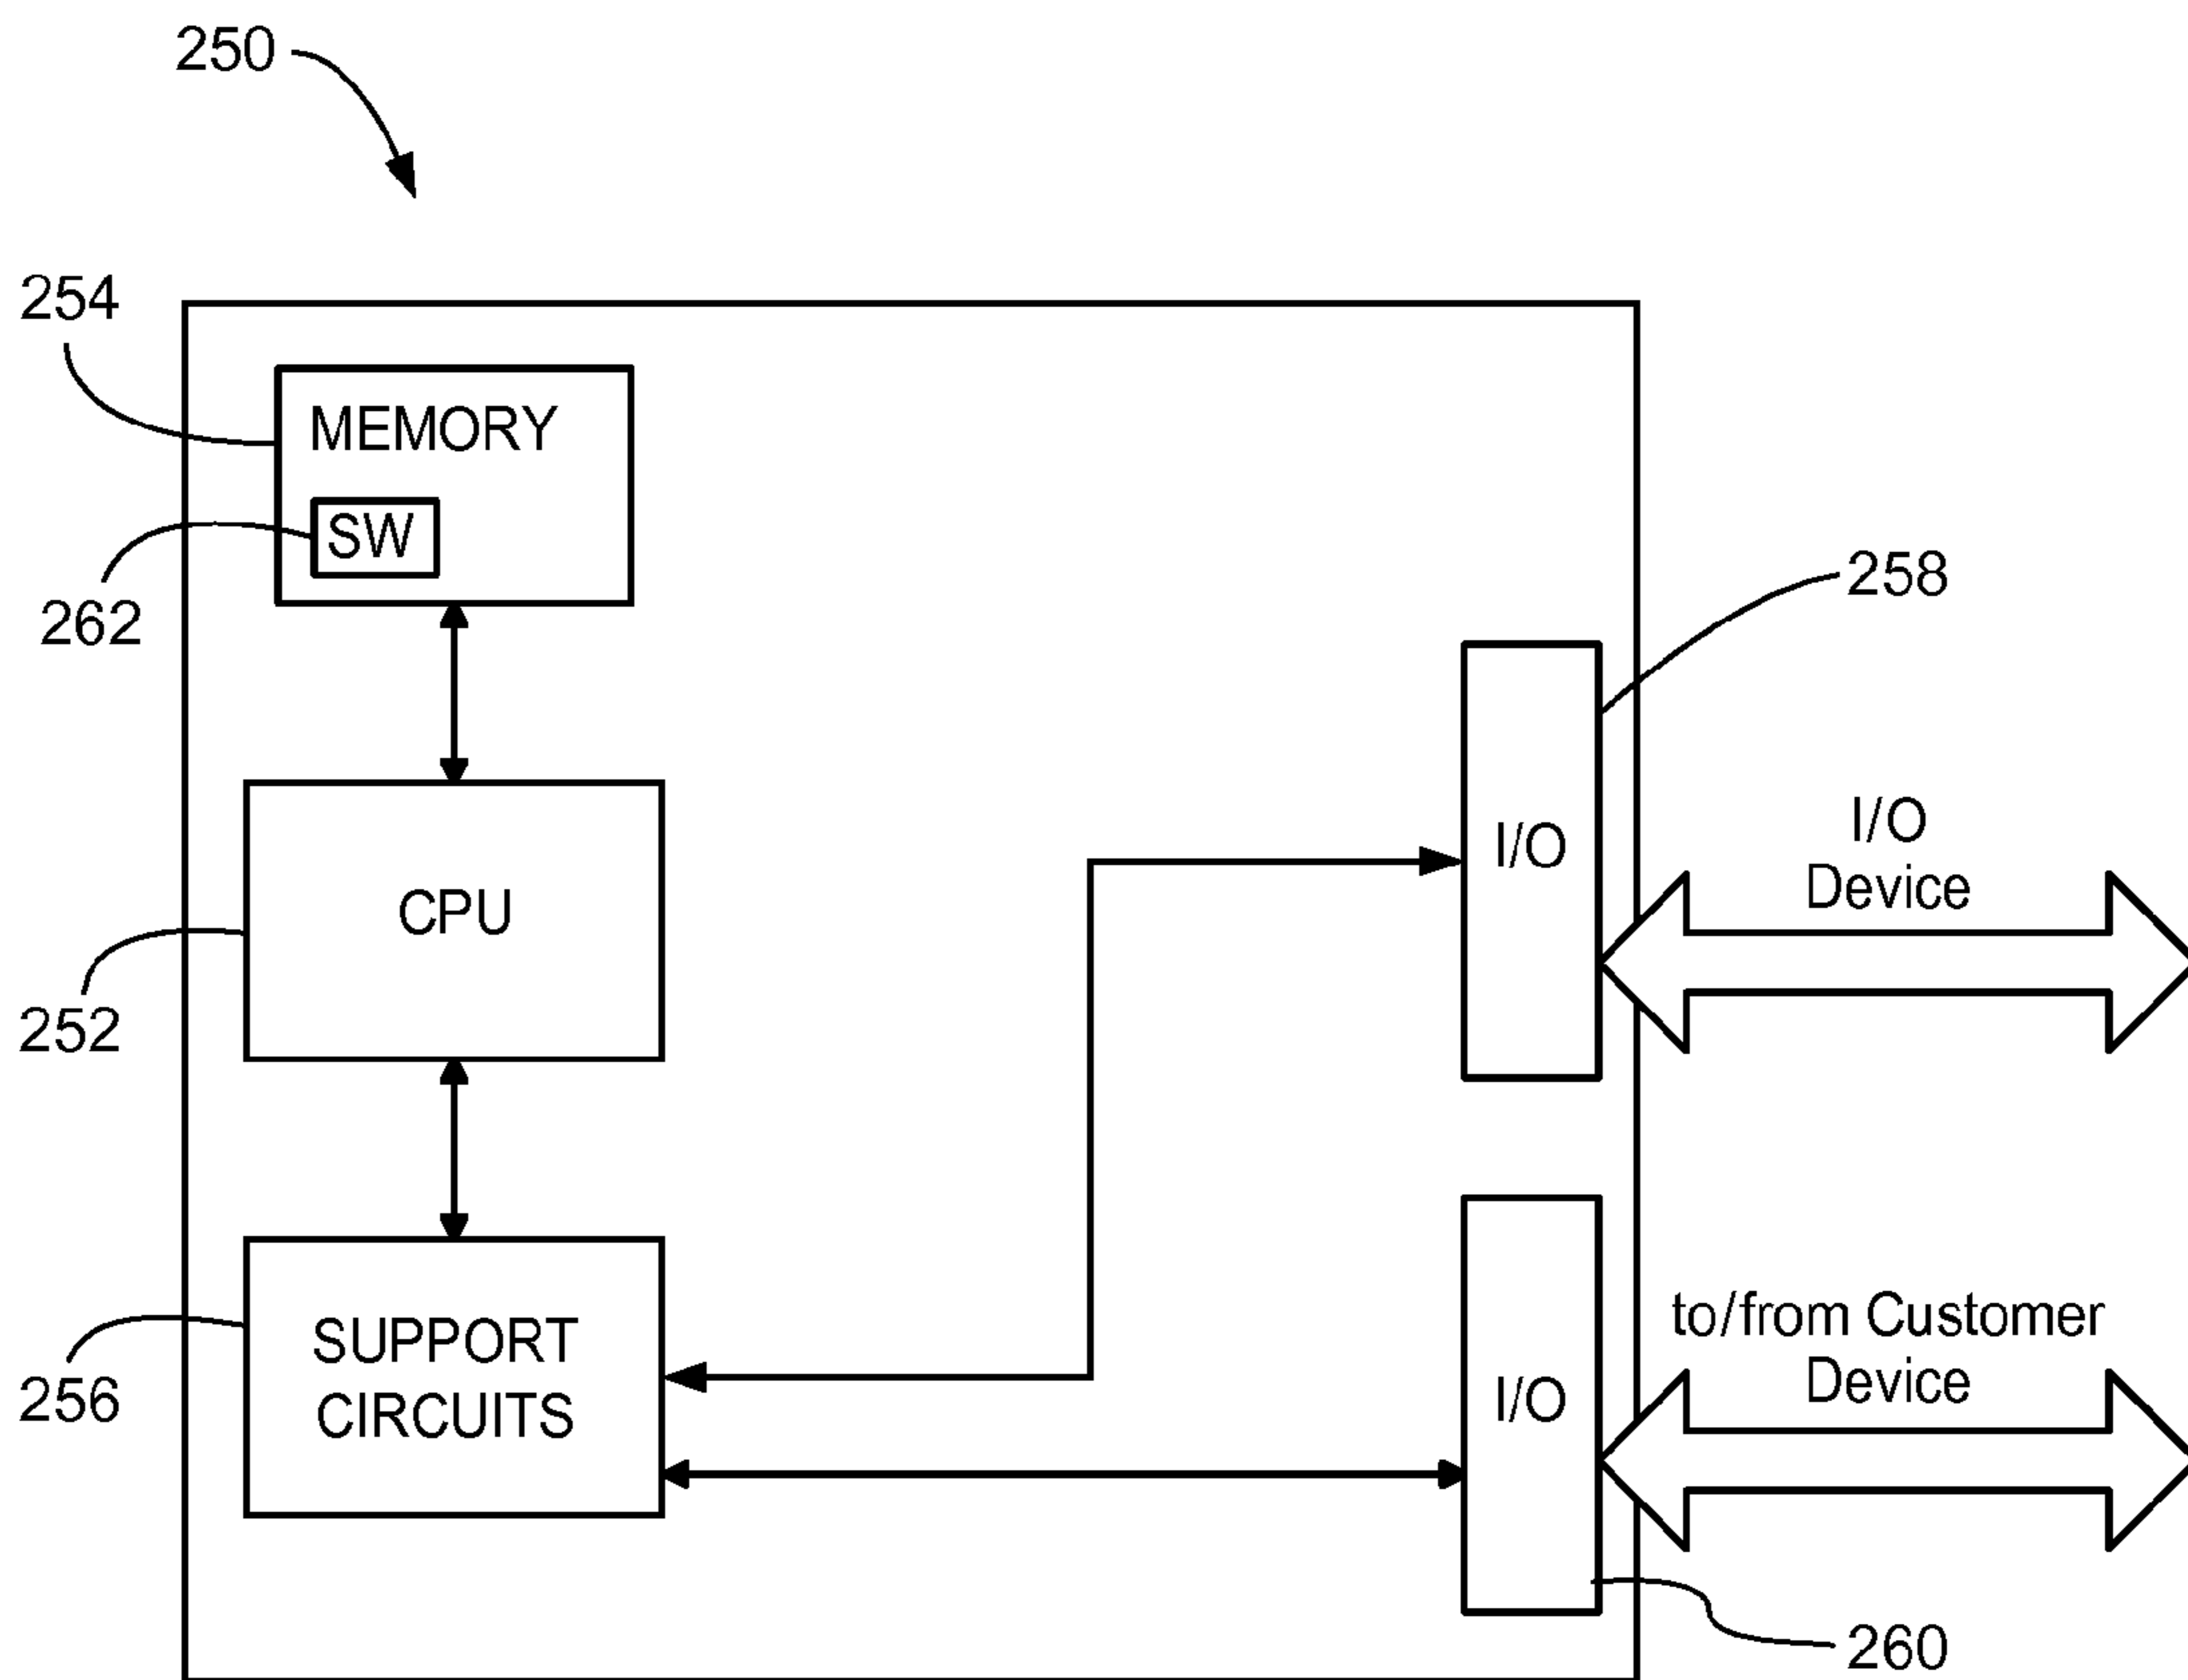 250
254
MEMORY
SW
262
258
I/O
I/O
Device
CPU
252
to/from Customer
Device
SUPPORT
CIRCUITS
256
I/O
260